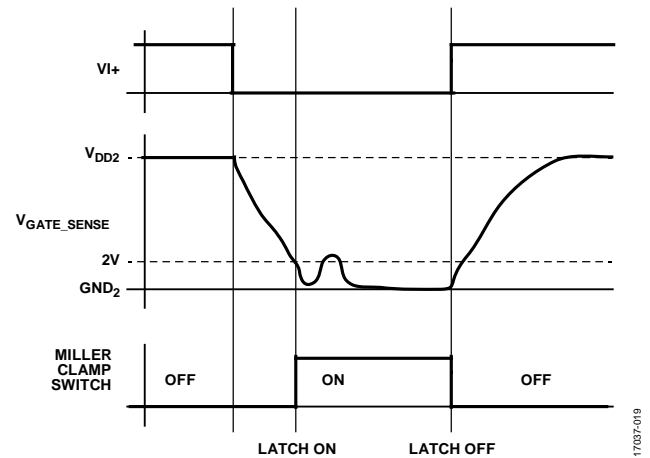 VI+
VDD2
VGATE_SENSE
2V
GND2
MILLER
CLAMP
SWITCH
OFF
ON
OFF
LATCH ON
LATCH OFF
17037-019